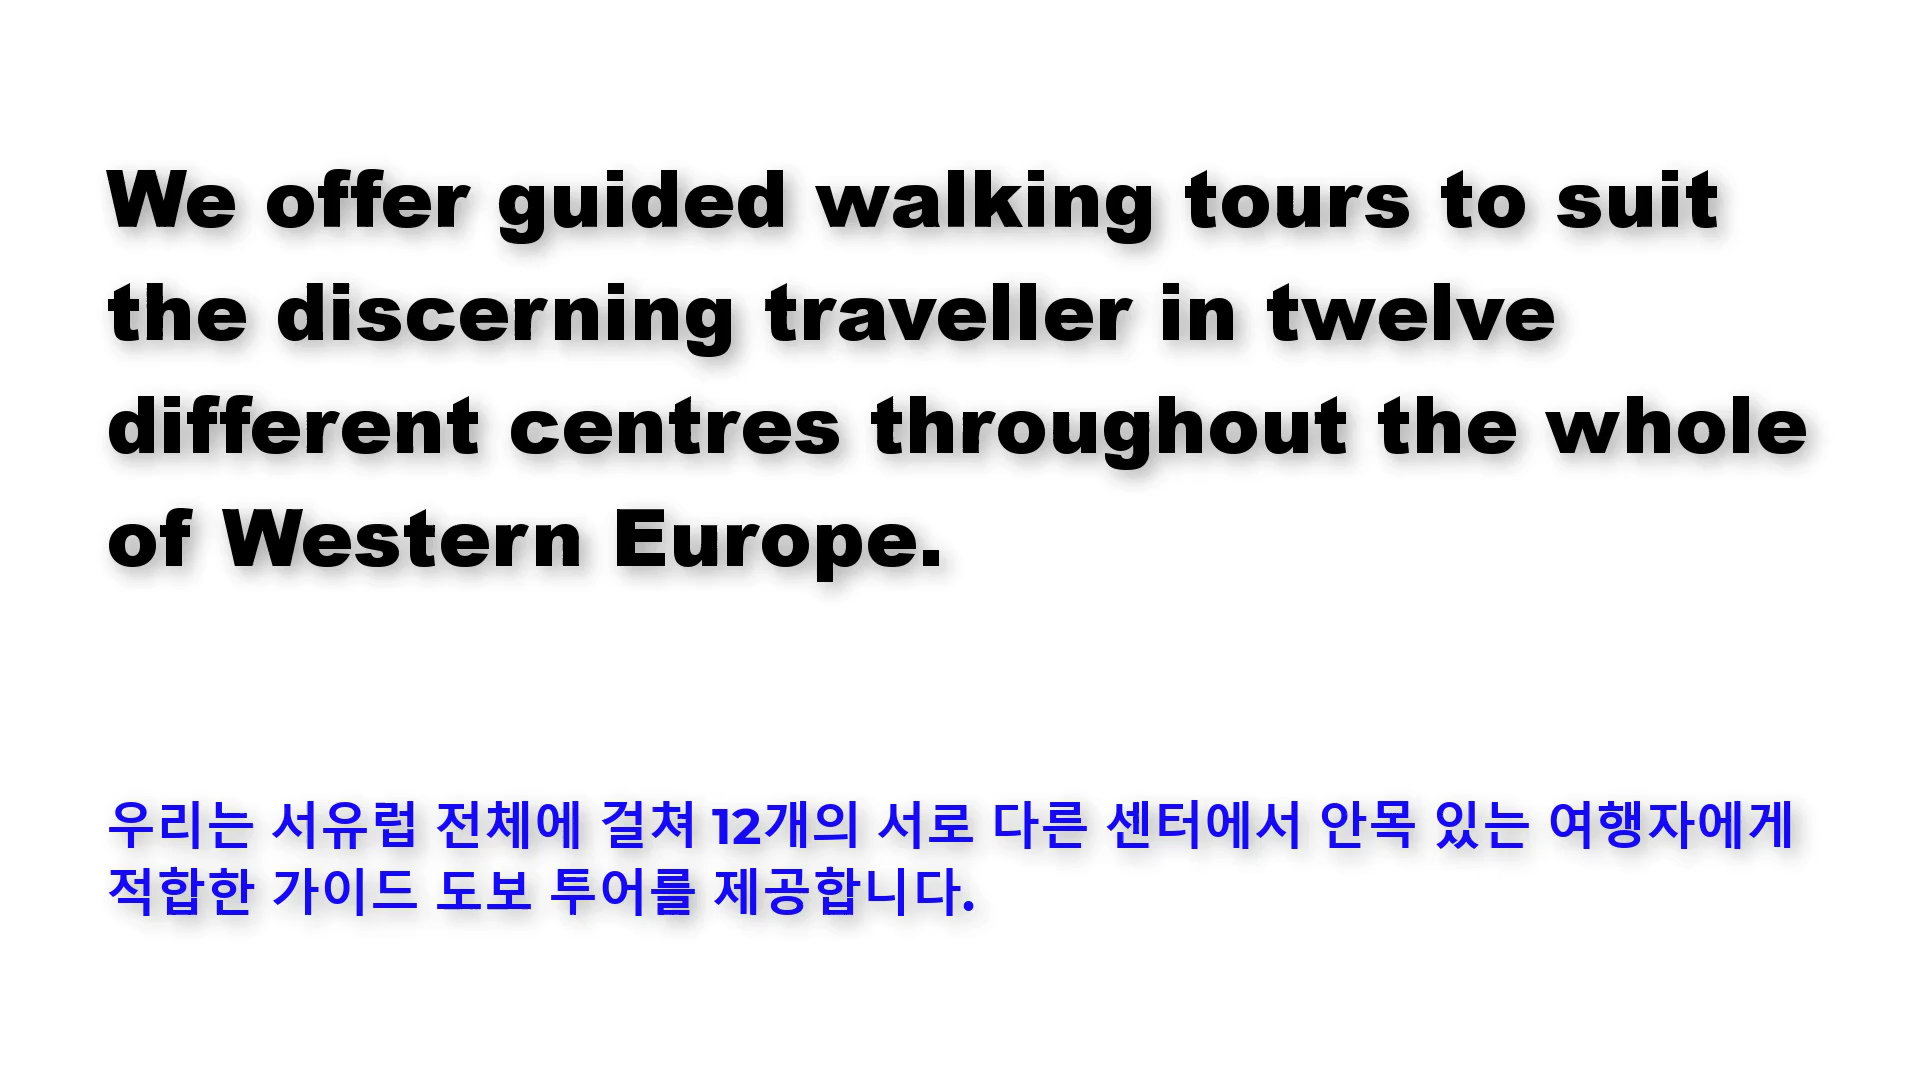 We offer guided walking tours to suit
the discerning traveller in twelve
different centres throughout the whole
of Western Europe.
우리는 서유럽 전체에 걸쳐 12개의 서로 다른 센터에서 안목 있는 여행자에게
적합한 가이드 도보 투어를 제공합니다.